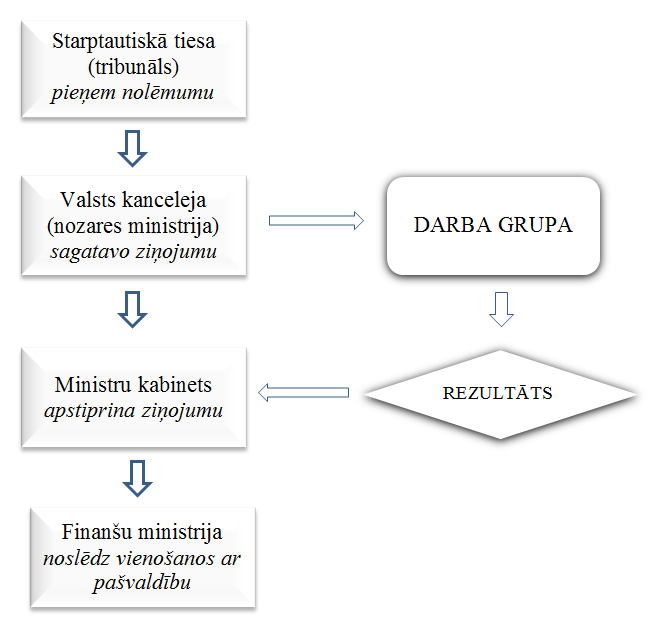 Starptautiskā tiesa
(tribunāls)
pieņem nolēmumu
Valsts kanceleja
(nozares ministrija)
sagatavo ziņojumu
DARBA GRUPA
Ministru kabinets
apstiprina ziņojumu
REZULTĀTS
Finanšu ministrija
noslēdz vienošanos ar
pašvaldību